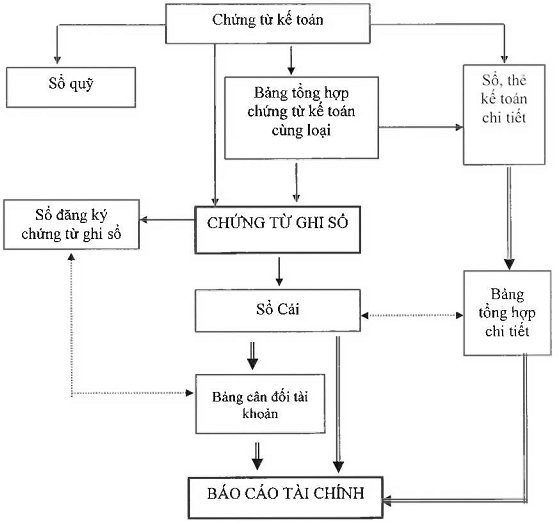 Chứng từ kế toán
Sổ quỹ
Bảng tổng hợp
chứng từ kế toán
cùng loại
Sổ, thẻ
kế toán
chi tiết
Sổ đăng ký
chứng từ ghi sổ
CHỨNG TỪ GHI SỔ
Sổ Cái
Bảng
tổng hợp
chi tiết
Bảng cân đối tài
khoản
BÁO CÁO TÀI CHÍNH